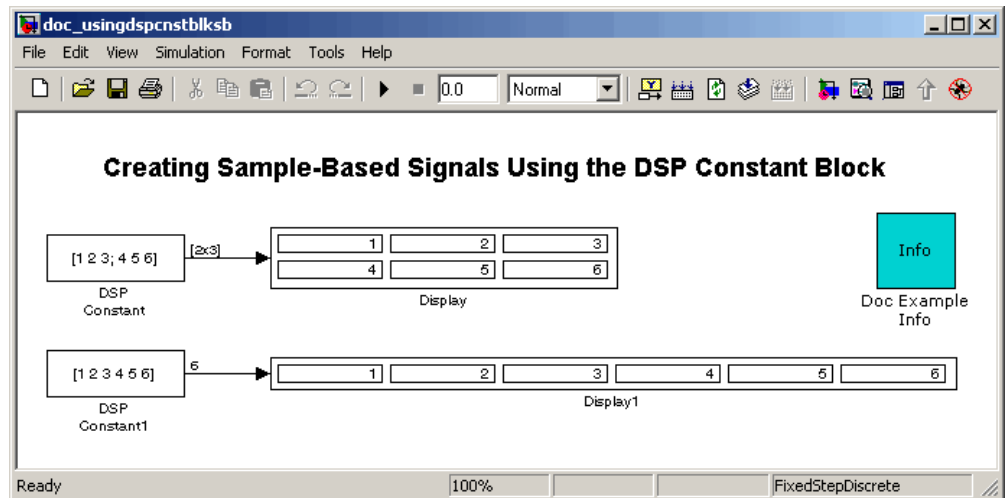 doc_usingdspcnstblksb
File Edit View Simulation Format Tools Help
0.0 Normal
Creating Sample-Based Signals Using the DSP Constant Block
[1 2 3; 4 5 6]
[2x3]
1 2 3
4 5 6
DSP
Constant
Display
Info
Doc Example
Info
[1 2 3 4 5 6]
6
1 2 3 4 5 6
DSP
Constant1
Display1
Ready 100% FixedStepDiscrete